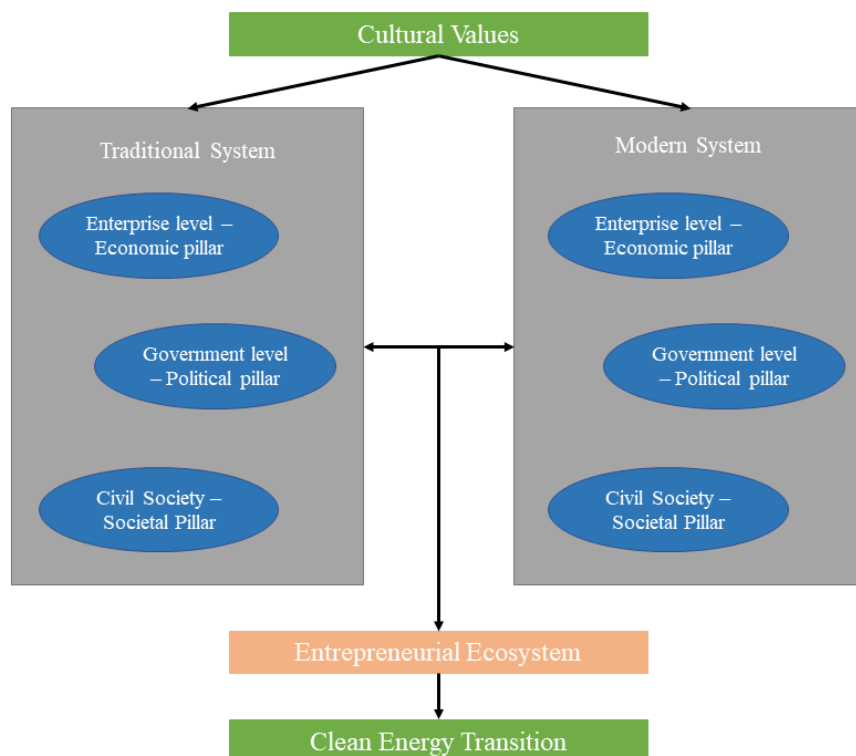 Cultural Values
Traditional System
Enterprise level –
Economic pillar
Government level
– Political pillar
Civil Society –
Societal Pillar
Modern System
Enterprise level –
Economic pillar
Government level
– Political pillar
Civil Society –
Societal Pillar
Entrepreneurial Ecosystem
Clean Energy Transition